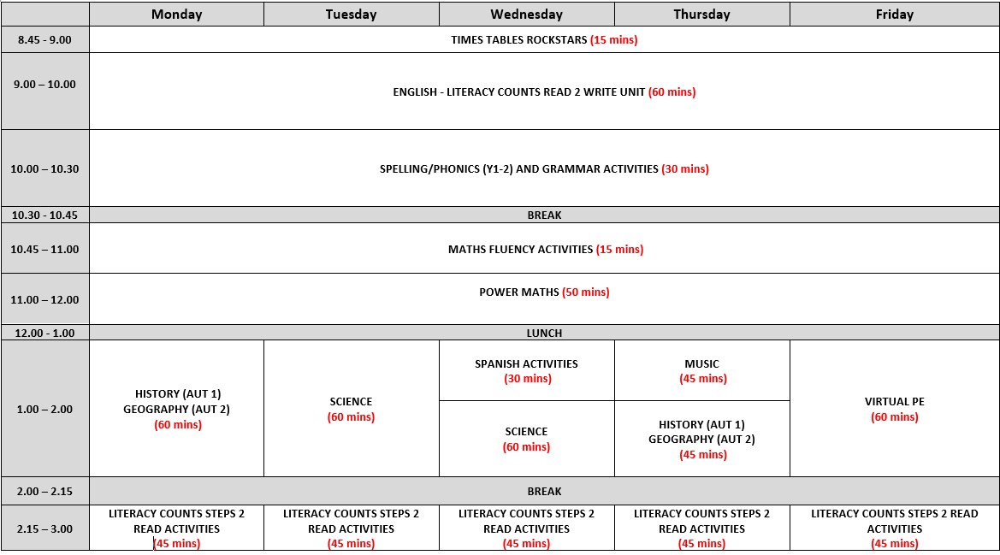 Monday Tuesday Wednesday Thursday Friday
8.45 - 9.00 TIMES TABLES ROCKSTARS (15 mins)
9.00 – 10.00 ENGLISH - LITERACY COUNTS READ 2 WRITE UNIT (60 mins)
10.00 – 10.30 SPELLING/PHONICS (Y1-2) AND GRAMMAR ACTIVITIES (30 mins)
10.30 - 10.45 BREAK
10.45 – 11.00 MATHS FLUENCY ACTIVITIES (15 mins)
11.00 – 12.00 POWER MATHS (50 mins)
12.00 - 1.00 LUNCH
1.00 – 2.00
HISTORY (AUT 1)
GEOGRAPHY (AUT 2)
(60 mins)
SCIENCE
(60 mins)
SPANISH ACTIVITIES
(30 mins)
SCIENCE
(60 mins)
MUSIC
(45 mins)
HISTORY (AUT 1)
GEOGRAPHY (AUT 2)
(45 mins)
VIRTUAL PE
(60 mins)
2.00 – 2.15 BREAK
2.15 – 3.00
LITERACY COUNTS STEPS 2
READ ACTIVITIES
(45 mins)
LITERACY COUNTS STEPS 2
READ ACTIVITIES
(45 mins)
LITERACY COUNTS STEPS 2
READ ACTIVITIES
(45 mins)
LITERACY COUNTS STEPS 2
READ ACTIVITIES
(45 mins)
LITERACY COUNTS STEPS 2 READ
ACTIVITIES
(45 mins)